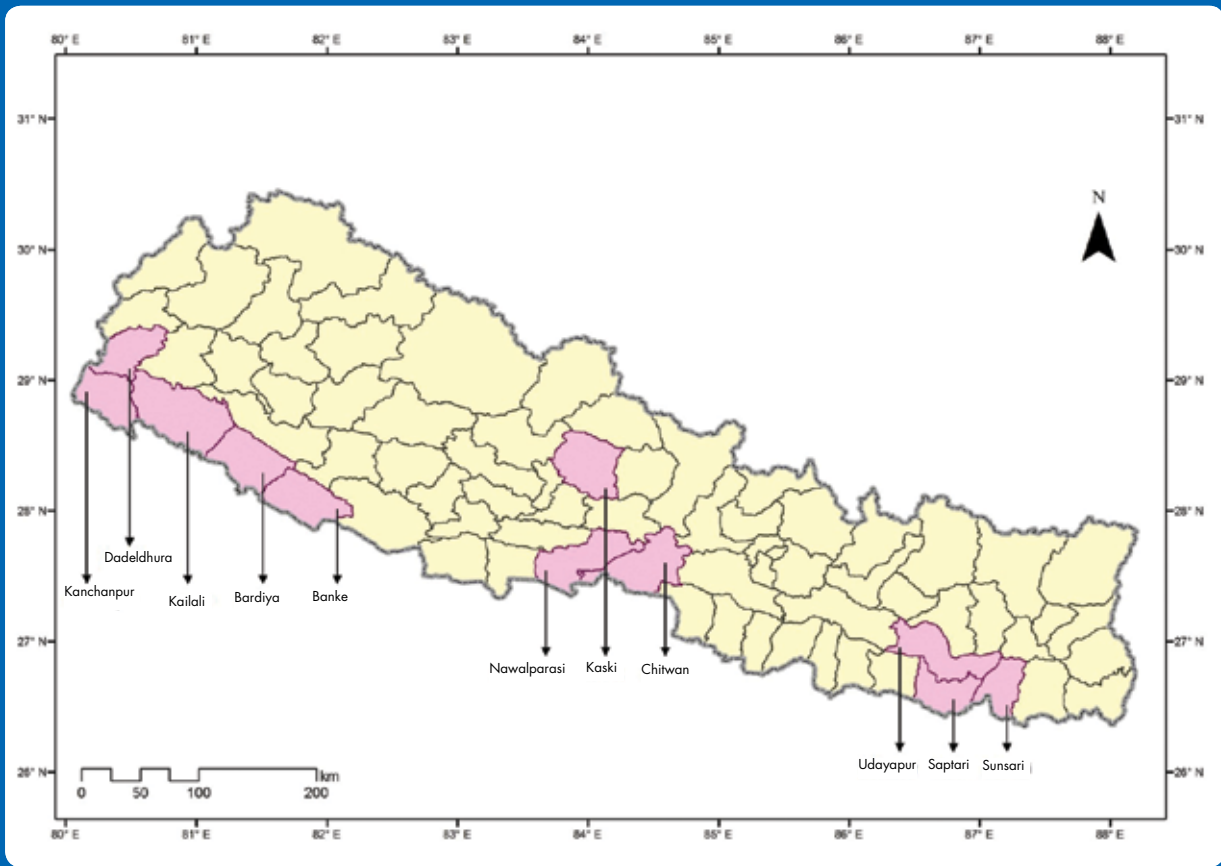 80° E 81° E 82° E 83° E 84° E 85° E 86° E 87° E 88° E
31° N 31° N
N
30° N 30° N
29° N 29° N
28° N 28° N
Dadeldhura
Kanchanpur
Kailali
Bardiya
Banke
27° N 27° N
Nawalparasi
Kaski
Chitwan
Udayapur
Saptari
Sunsari
km
26° N 26° N
0 50 100 200
80° E 81° E 82° E 83° E 84° E 85° E 86° E 87° E 88° E